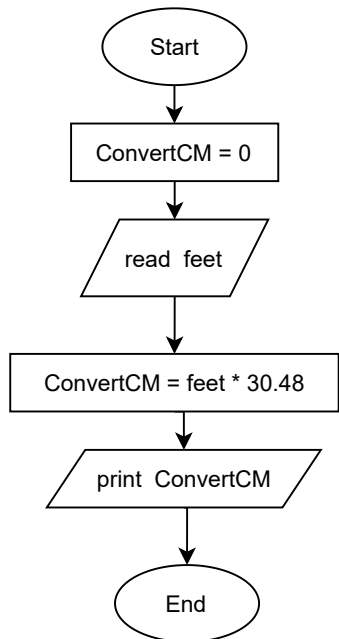 Start
ConvertCM = 0
read feet
ConvertCM = feet * 30.48
print ConvertCM
End